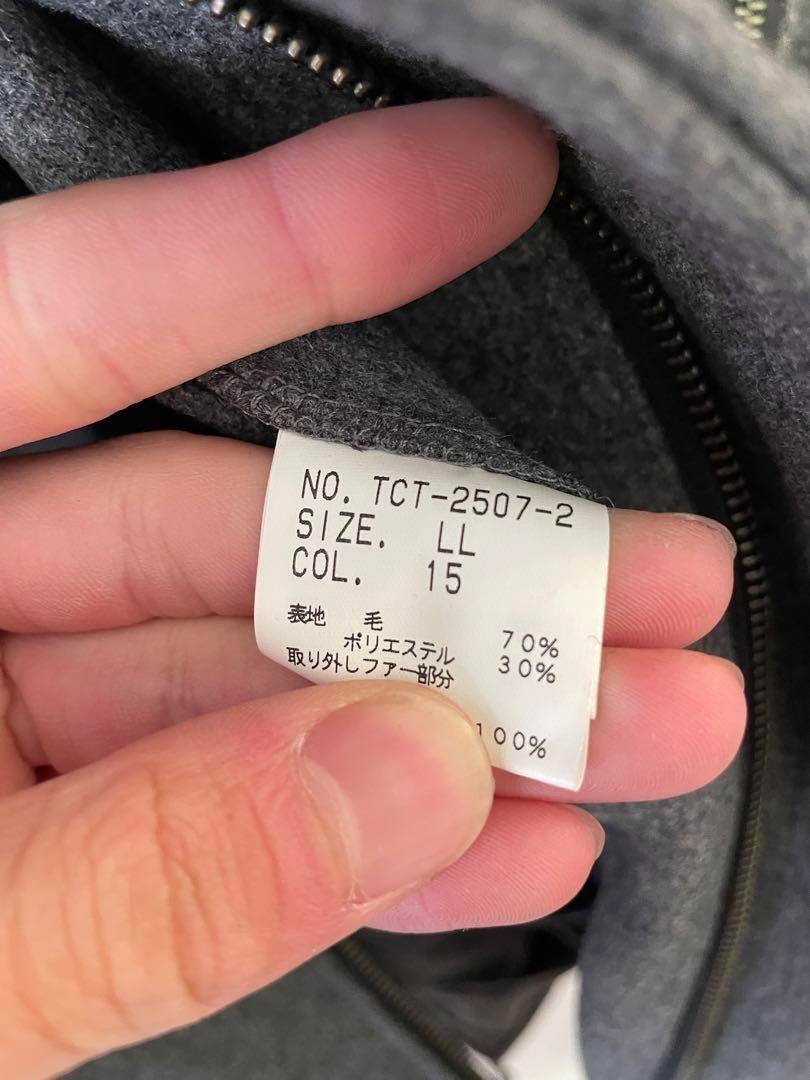 NO. TCT-2507-2
SIZE. LL
COL. 15
表地 毛 70%
ポリエステル 30%
取り外しファー部分
100%